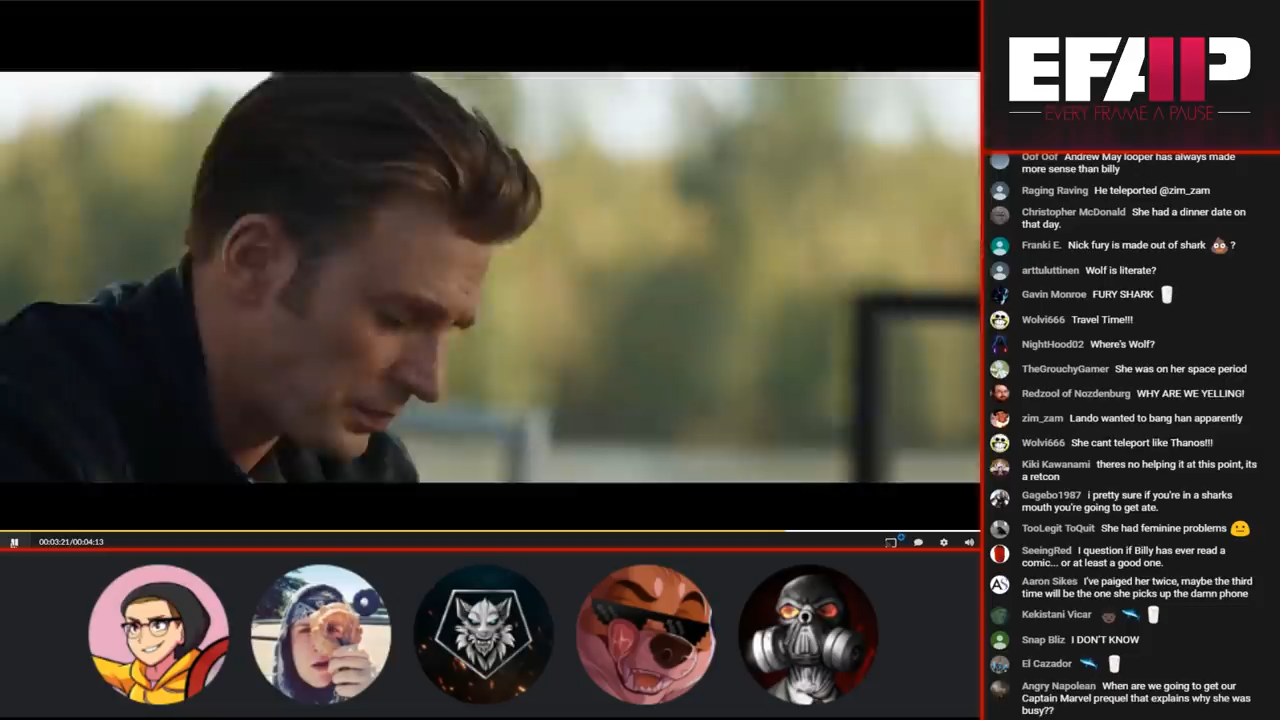 EFAP
EVERY FRAME A PAUSE
Oof Oof Andrew May looper has always made
more sense than billy
Raging Raving He teleported @zim_zam
Christopher McDonald She had a dinner date on
that day.
Franki E. Nick fury is made out of shark 💩 ?
arttuluttinen Wolf is literate?
Gavin Monroe FURY SHARK 🥛
Wolvi666 Travel Time!!!
NightHood02 Where's Wolf?
TheGrouchyGamer She was on her space period
Redzool of Nozdenburg WHY ARE WE YELLING!
zim_zam Lando wanted to bang han apparently
Wolvi666 She cant teleport like Thanos!!!
Kiki Kawanami theres no helping it at this point, its
a retcon
Gagebo1987 i pretty sure if you're in a sharks
mouth you're going to get ate.
TooLegit ToQuit She had feminine problems 😐
SeeingRed I question if Billy has ever read a
comic... or at least a good one.
AS
Aaron Sikes I've paiged her twice, maybe the third
time will be the one she picks up the damn phone
Kekistani Vicar
Snap Bliz I DON'T KNOW
El Cazador
Angry Napolean When are we going to get our
Captain Marvel prequel that explains why she was
busy??
00:03:21/00:04:13